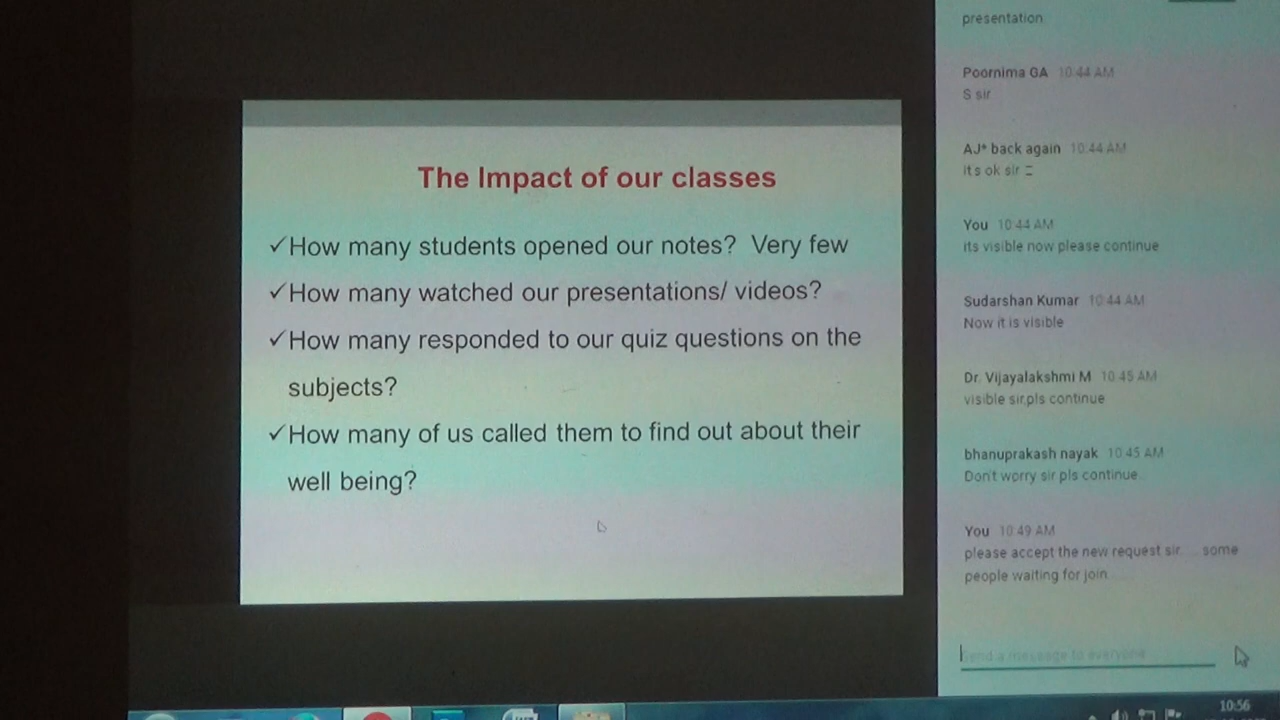 The Impact of our classes
✓How many students opened our notes? Very few
✓How many watched our presentations/ videos?
✓How many responded to our quiz questions on the
subjects?
✓How many of us called them to find out about their
well being?
presentation.
Poornima GA 10:44 AM
S sir
AJ* back again 10:44 AM
its ok sir
You 10:44 AM
its visible now please continue
Sudarshan Kumar 10:44 AM
Now it is visible
Dr. Vijayalakshmi M 10:45 AM
visible sir,pls continue
bhanuprakash nayak 10:45 AM
Don't worry sir pls continue..
You 10:49 AM
please accept the new request sir.... some
people waiting for join.....
Send a message to everyone
10:56